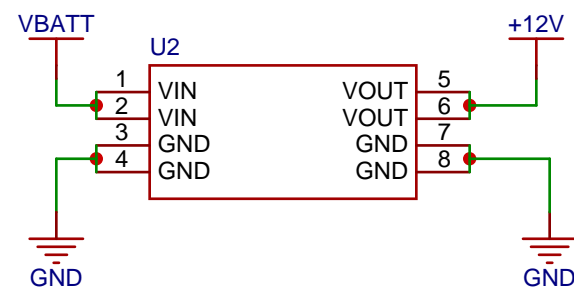 VBATT +12V
U2
1 VIN VOUT 5
2 VIN VOUT 6
3 GND GND 7
4 GND GND 8
GND GND